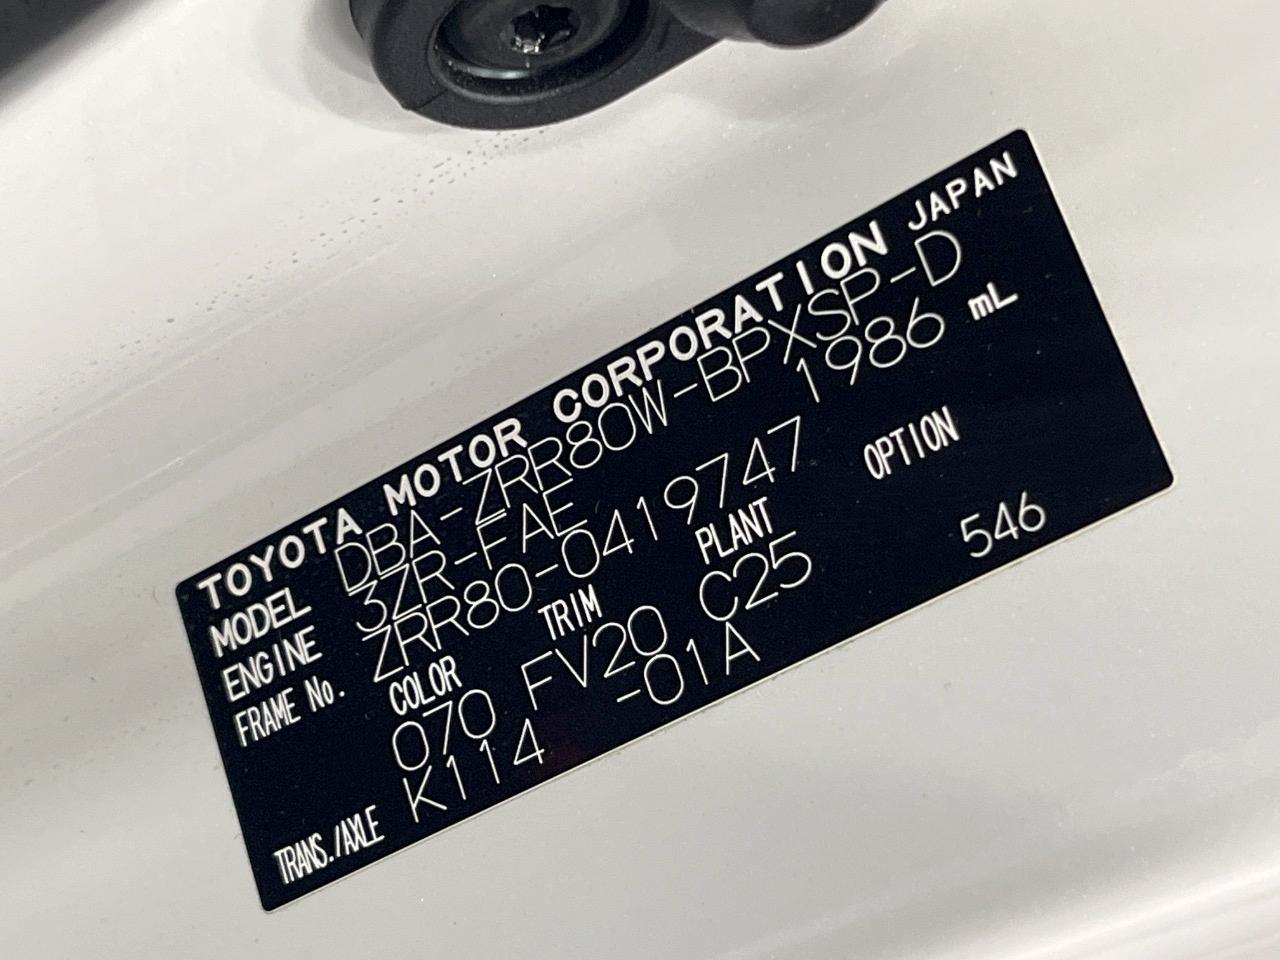 TOYOTA MOTOR CORPORATION JAPAN
MODEL DBA-ZRR80W-BPXSP-D
ENGINE 3ZR-FAE 1986 mL
FRAME No. ZRR80-0419747
COLOR TRIM PLANT OPTION
070 FV20 C25 546
TRANS./AXLE K114 -01A